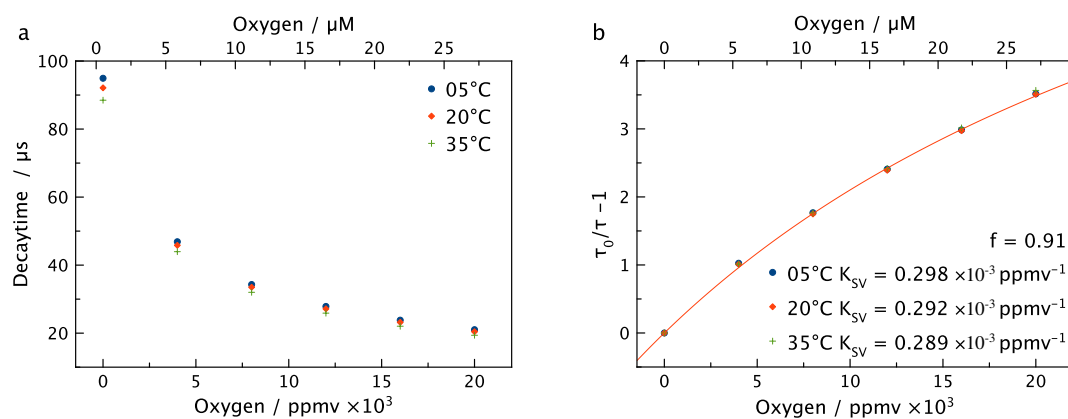 a
Oxygen / µM
0 5 10 15 20 25
100
80
60
40
20
Decaytime / µs
05°C
20°C
35°C
0 5 10 15 20
Oxygen / ppmv ×10³
b
Oxygen / µM
0 5 10 15 20 25
4
3
2
1
0
τ₀/τ -1
f = 0.91
05°C K_SV = 0.298 ×10⁻³ ppmv⁻¹
20°C K_SV = 0.292 ×10⁻³ ppmv⁻¹
35°C K_SV = 0.289 ×10⁻³ ppmv⁻¹
0 5 10 15 20
Oxygen / ppmv ×10³